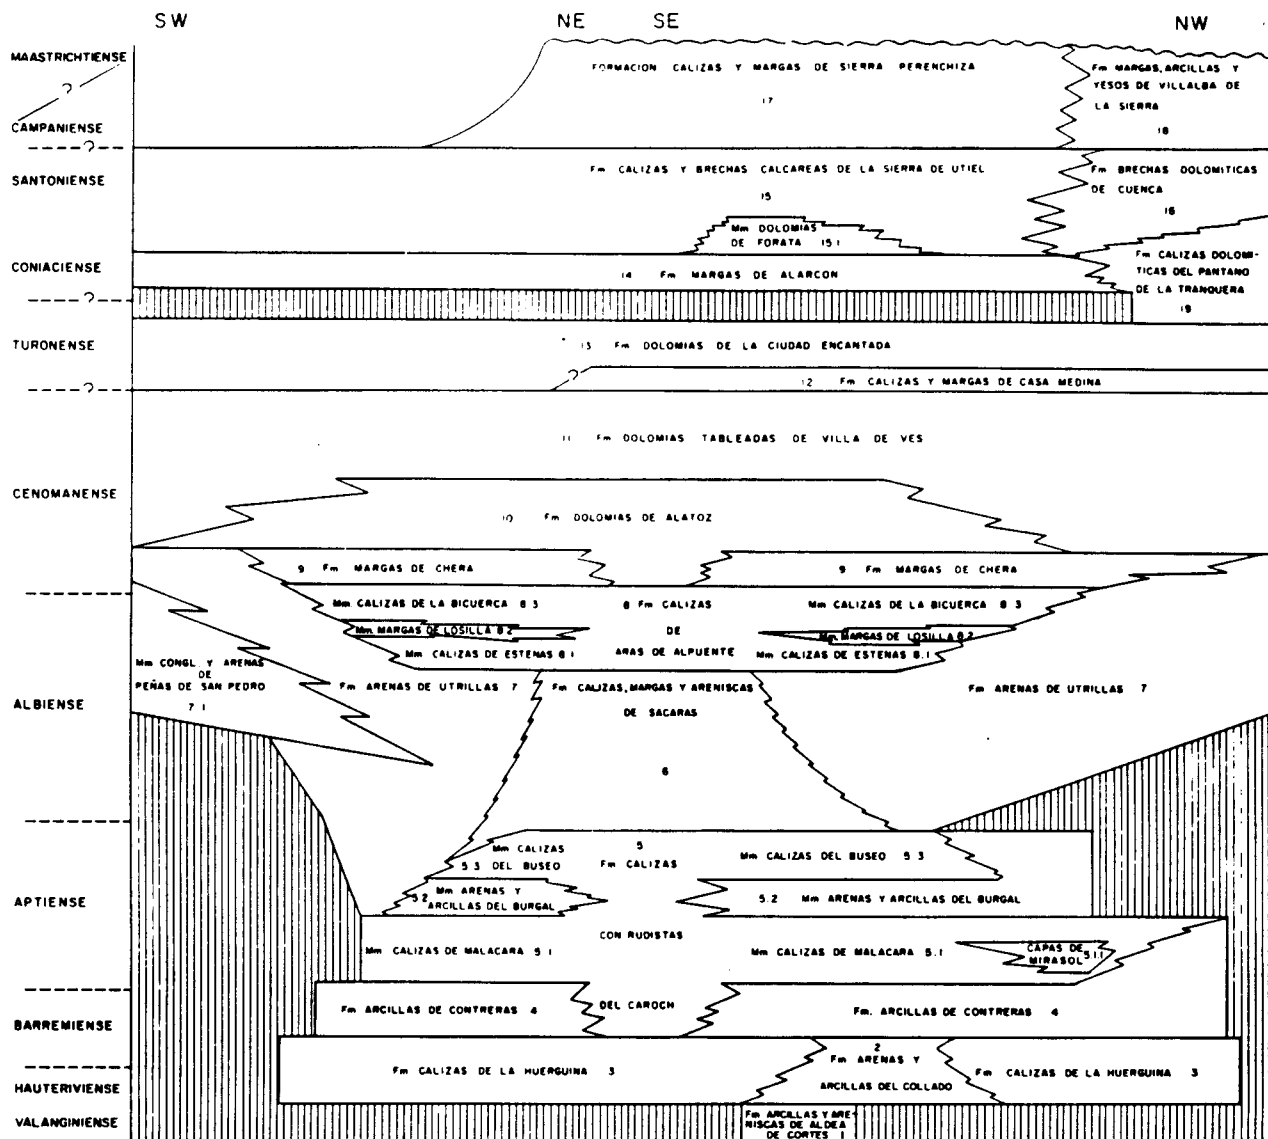 SW NE SE NW
MAASTRICHTIENSE
?
CAMPANIENSE
?
FORMACION CALIZAS Y MARGAS DE SIERRA PERENCHIZA
17
Fm MARGAS, ARCILLAS Y
YESOS DE VILLALBA DE
LA SIERRA
18
SANTONIENSE
Fm CALIZAS Y BRECHAS CALCAREAS DE LA SIERRA DE UTIEL
15
Fm BRECHAS DOLOMITICAS
DE CUENCA
16
Mm DOLOMIAS
DE FORATA 15.1
CONIACIENSE
?
14 Fm MARGAS DE ALARCON
Fm CALIZAS DOLOMI-
TICAS DEL PANTANO
DE LA TRANQUERA
19
TURONENSE
?
13 Fm DOLOMIAS DE LA CIUDAD ENCANTADA
?
12 Fm CALIZAS Y MARGAS DE CASA MEDINA
11 Fm DOLOMIAS TABLEADAS DE VILLA DE VES
CENOMANENSE
10 Fm DOLOMIAS DE ALATOZ
9 Fm MARGAS DE CHERA
9 Fm MARGAS DE CHERA
Mm CALIZAS DE LA BICUERCA 8.3
8 Fm CALIZAS
DE
ARAS DE ALPUENTE
Mm CALIZAS DE LA BICUERCA 8.3
Mm MARGAS DE LOSILLA 8.2
Mm MARGAS DE LOSILLA 8.2
Mm CALIZAS DE ESTENAS 8.1
Mm CALIZAS DE ESTENAS 8.1
Mm CONGL. Y ARENAS
DE
PEÑAS DE SAN PEDRO
7.1
ALBIENSE
Fm ARENAS DE UTRILLAS 7
Fm CALIZAS, MARGAS Y ARENISCAS
DE SACARAS
6
Fm ARENAS DE UTRILLAS 7
APTIENSE
Mm CALIZAS
5.3 DEL BUSEO
5
Fm CALIZAS
CON RUDISTAS
DEL CAROCH
Mm CALIZAS DEL BUSEO 5.3
5.2 Mm ARENAS Y
ARCILLAS DEL BURGAL
5.2 Mm ARENAS Y ARCILLAS DEL BURGAL
Mm CALIZAS DE MALACARA 5.1
Mm CALIZAS DE MALACARA 5.1
CAPAS DE
MIRASOL 5.1.1
BARREMIENSE
Fm ARCILLAS DE CONTRERAS 4
Fm. ARCILLAS DE CONTRERAS 4
HAUTERIVIENSE
Fm CALIZAS DE LA HUERGUINA 3
2
Fm ARENAS Y
ARCILLAS DEL COLLADO
Fm CALIZAS DE LA HUERGUINA 3
VALANGINIENSE
Fm ARCILLAS Y ARE-
NISCAS DE ALDEA
DE CORTES 1